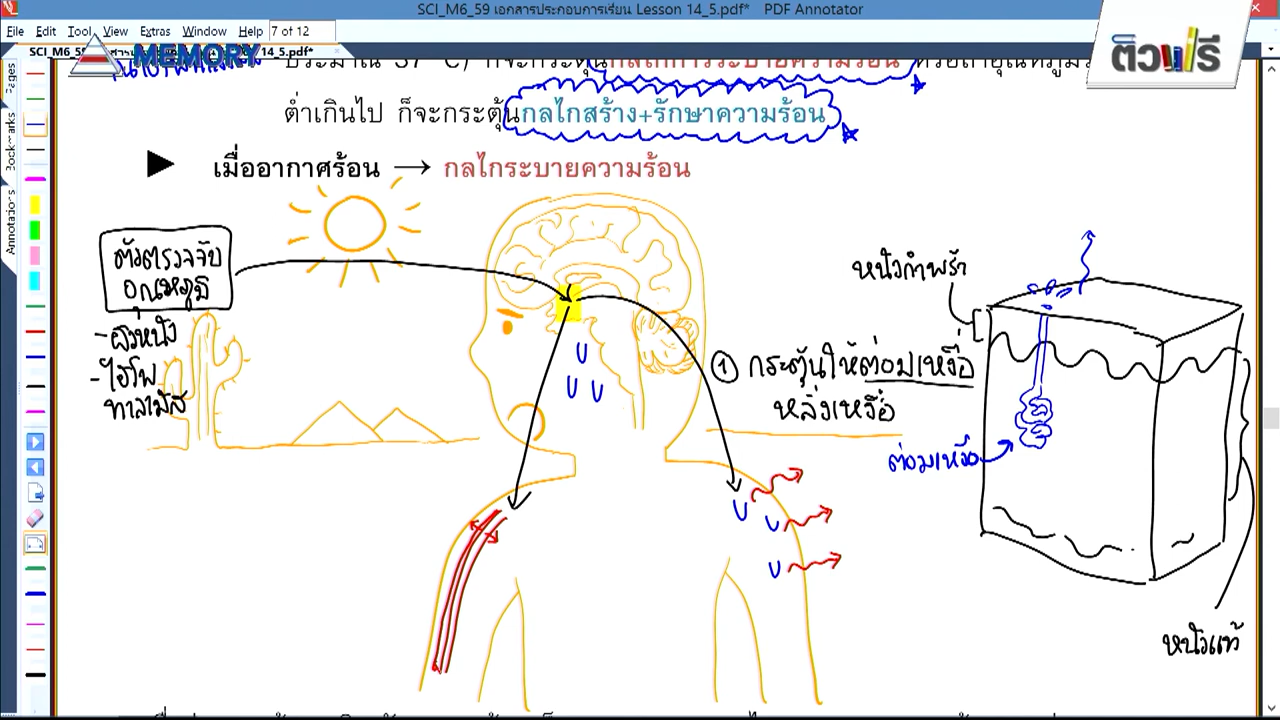 SCI_M6_59 เอกสารประกอบการเรียน Lesson 14_5.pdf* PDF Annotator
File Edit Tool View Extras Window Help 7 of 12
14_5.pdf*
MEMORY
ติวฟรี
Pages
Bookmarks
Annotations
ต่ำเกินไป ก็จะกระตุ้นกลไกสร้าง+รักษาความร้อน
เมื่ออากาศร้อน → กลไกระบายความร้อน
ตัวตรวจจับ
อุณหภูมิ
- ผิวหนัง
- ไฮโพ
ทาลามัส
① กระตุ้นให้ต่อมเหงื่อ
หลั่งเหงื่อ
หนังกำพร้า
ต่อมเหงื่อ
หนังแท้